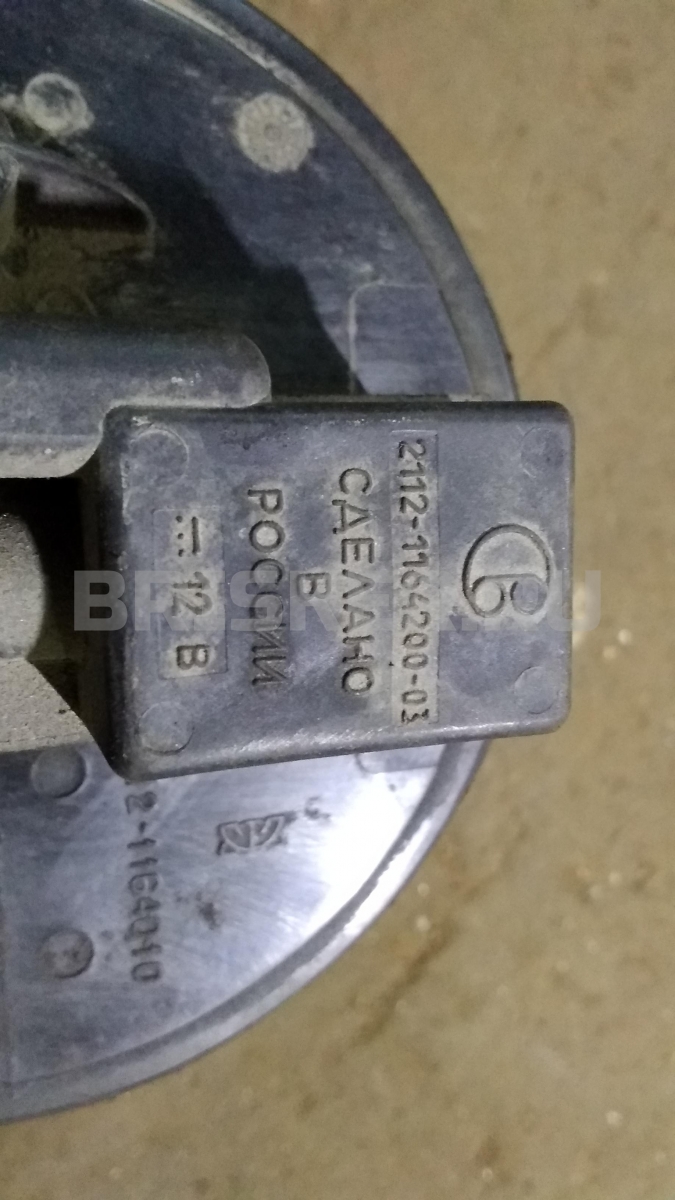 2112-1164200-03
СДЕЛАНО
В
РОССИИ
12 В
2-1164010